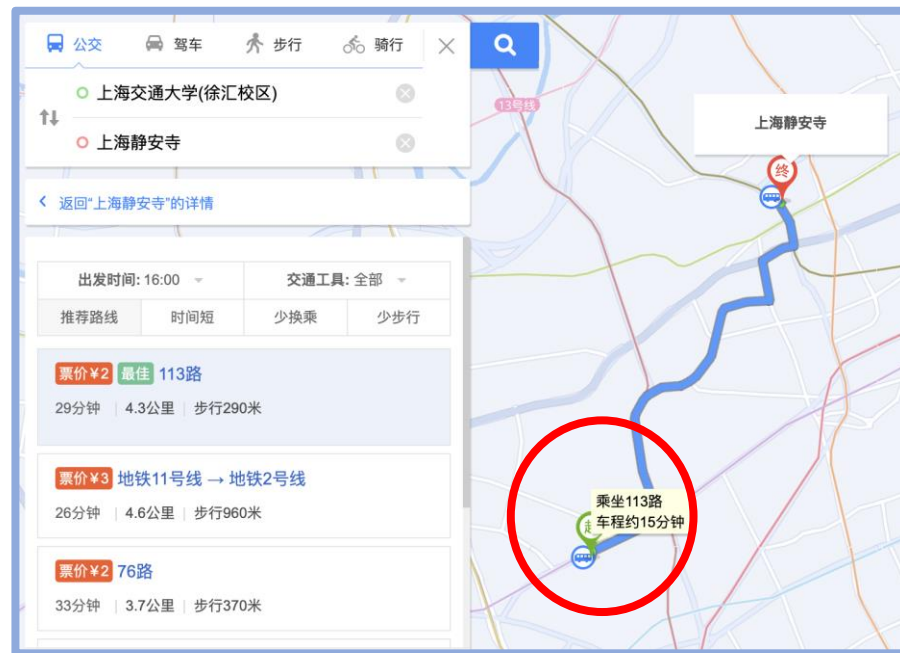 公交 驾车 步行 骑行
上海交通大学(徐汇校区)
上海静安寺
返回“上海静安寺”的详情
出发时间: 16:00 交通工具: 全部
推荐路线 时间短 少换乘 少步行
票价¥2 最佳 113路
29分钟 | 4.3公里 | 步行290米
票价¥3 地铁11号线 → 地铁2号线
26分钟 | 4.6公里 | 步行960米
票价¥2 76路
33分钟 | 3.7公里 | 步行370米
13号线
上海静安寺
终
乘坐113路
车程约15分钟